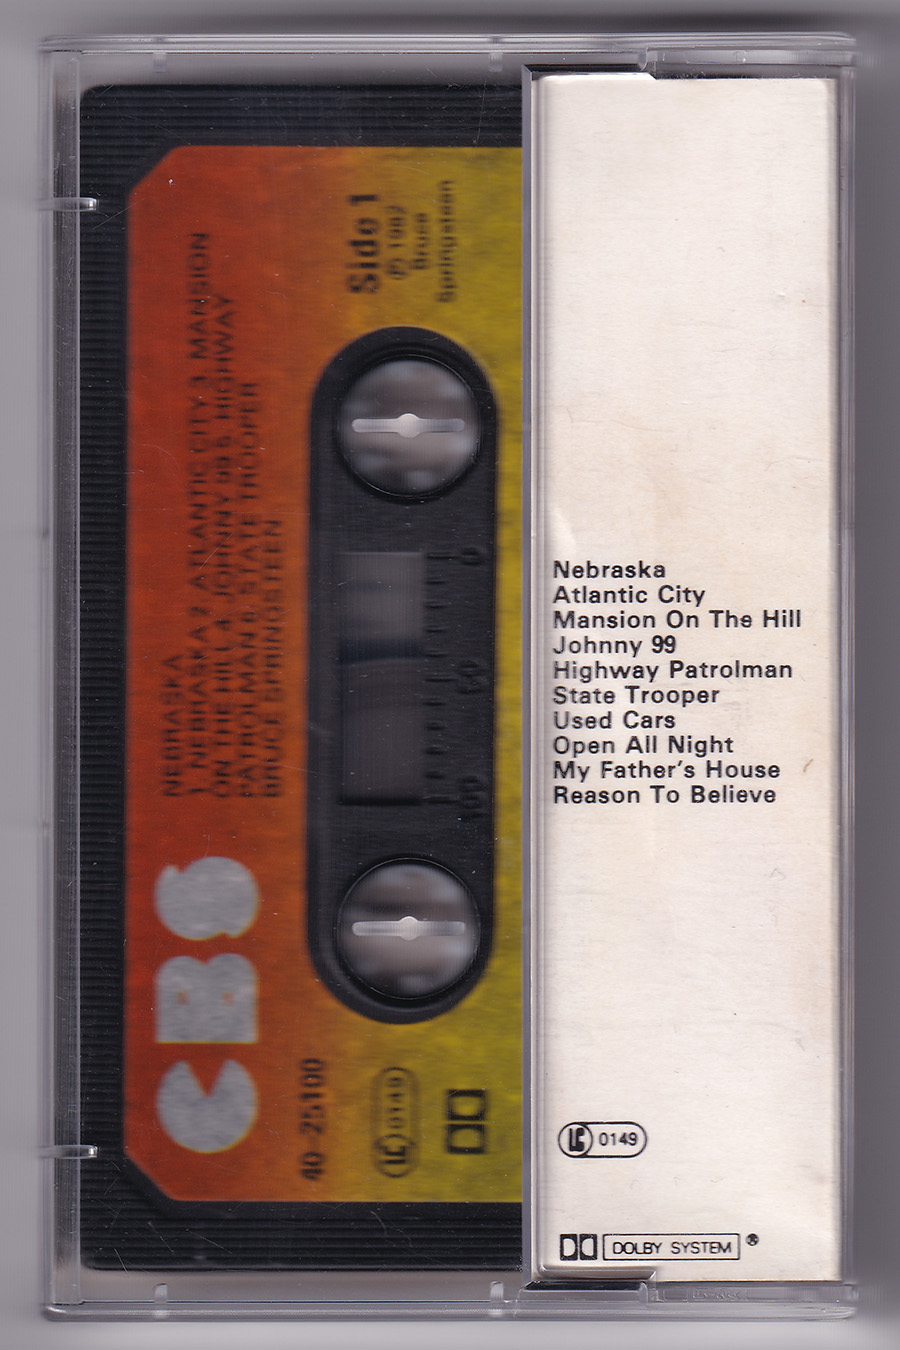 NEBRASKA
1. NEBRASKA 2. ATLANTIC CITY 3. MANSION
ON THE HILL 4. JOHNNY 99 5. HIGHWAY
PATROLMAN 6. STATE TROOPER
BRUCE SPRINGSTEEN
CBS
Side 1
℗ 1982
Bruce
Springsteen
0
50
100
40-25100
LC 0149
Nebraska
Atlantic City
Mansion On The Hill
Johnny 99
Highway Patrolman
State Trooper
Used Cars
Open All Night
My Father's House
Reason To Believe
LC 0149
DOLBY SYSTEM ®